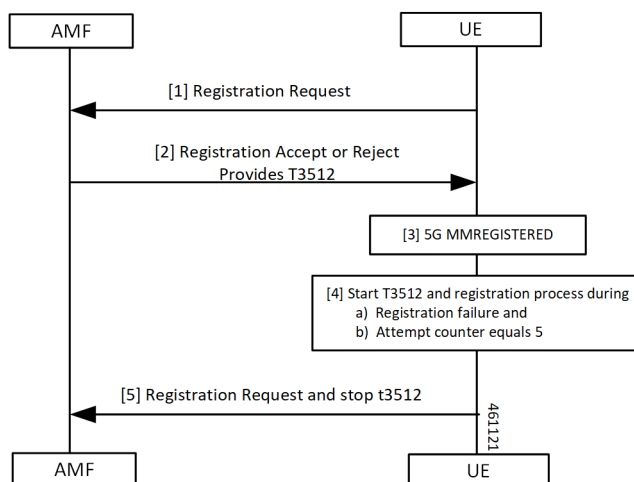 AMF
UE
[1] Registration Request
[2] Registration Accept or Reject
Provides T3512
[3] 5G MMREGISTERED
[4] Start T3512 and registration process during
a) Registration failure and
b) Attempt counter equals 5
[5] Registration Request and stop t3512
461121
AMF
UE